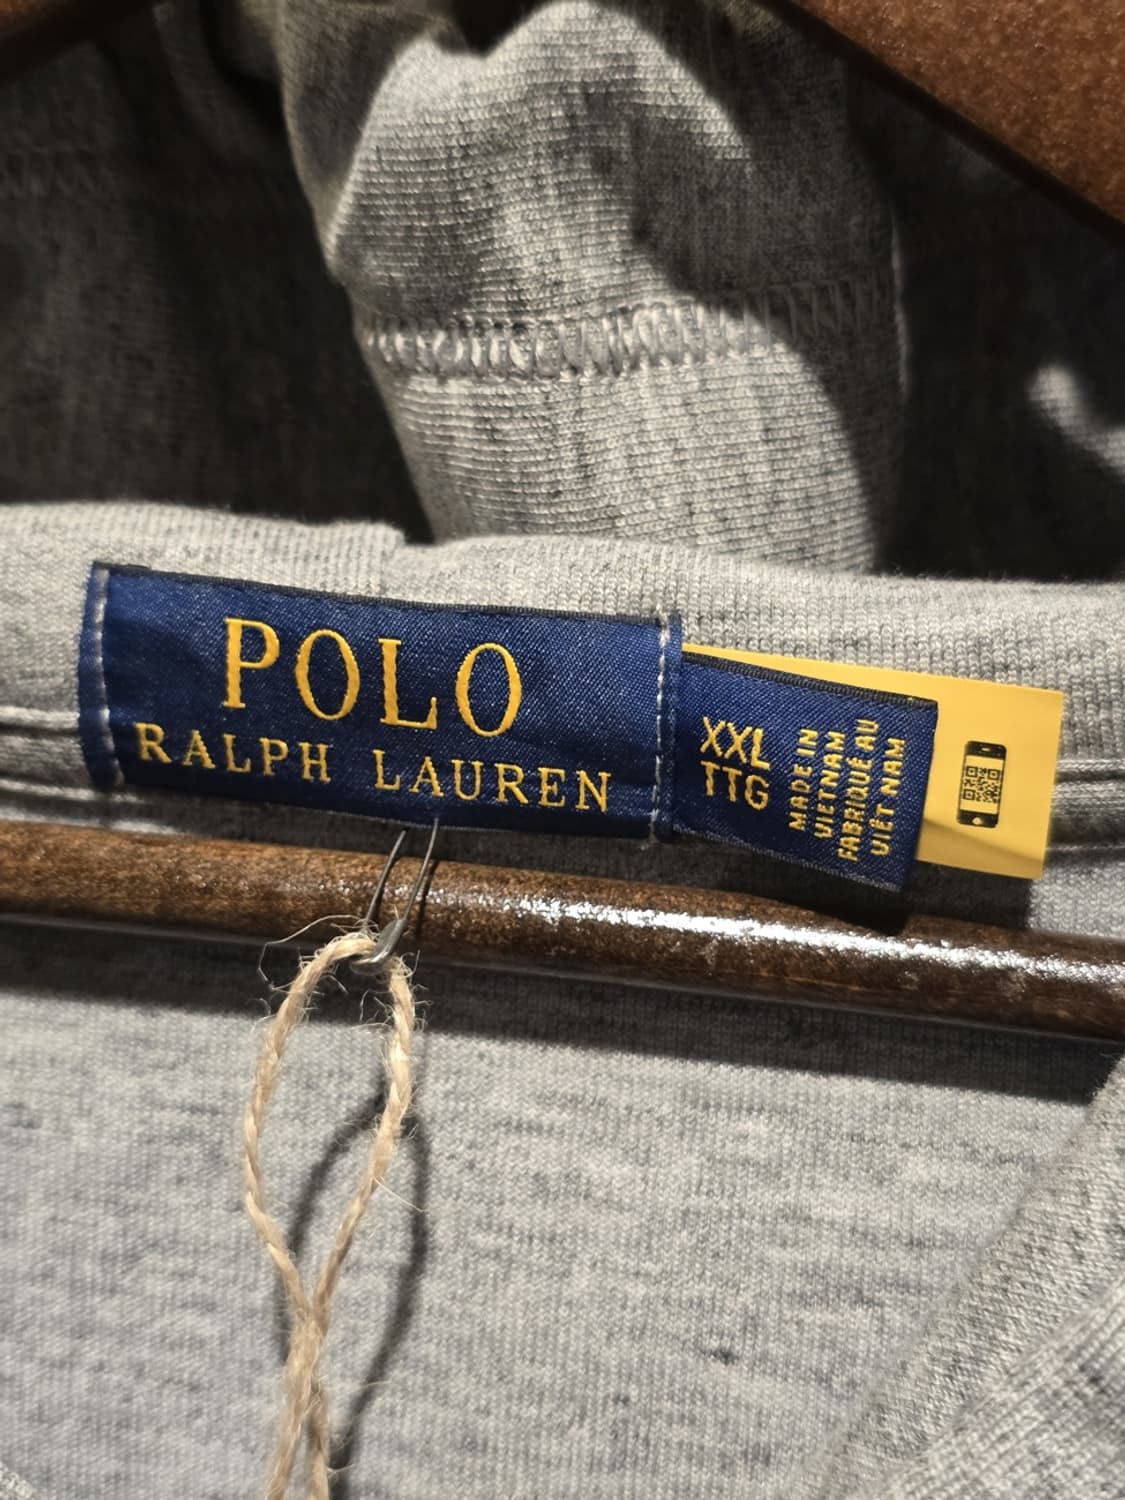 POLO
RALPH LAUREN
XXL
TTG
MADE IN
VIETNAM
FABRIQUÉ AU
VIÊT NAM